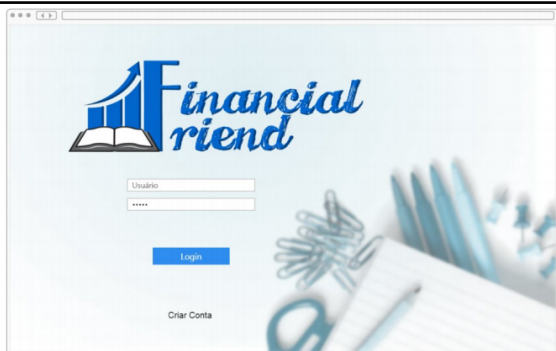 Financial
Friend
Usuário
•••••
Login
Criar Conta